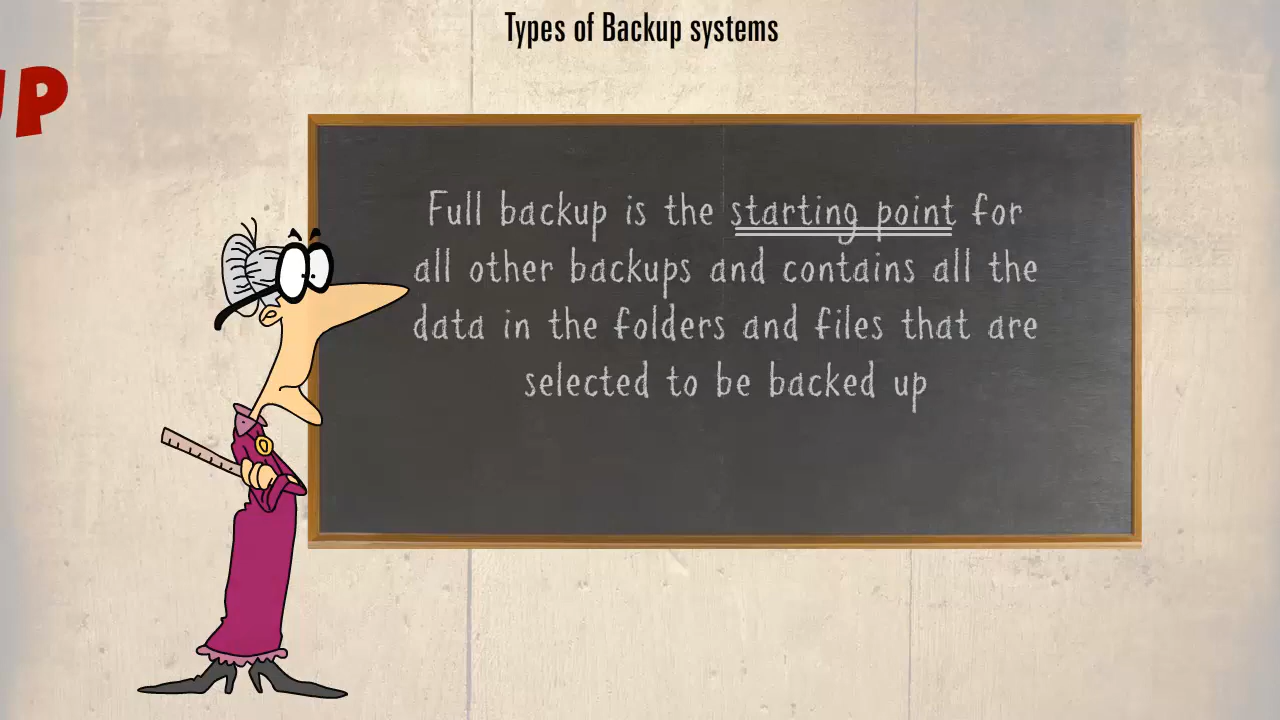 Types of Backup systems
UP
Full backup is the starting point for
all other backups and contains all the
data in the folders and files that are
selected to be backed up